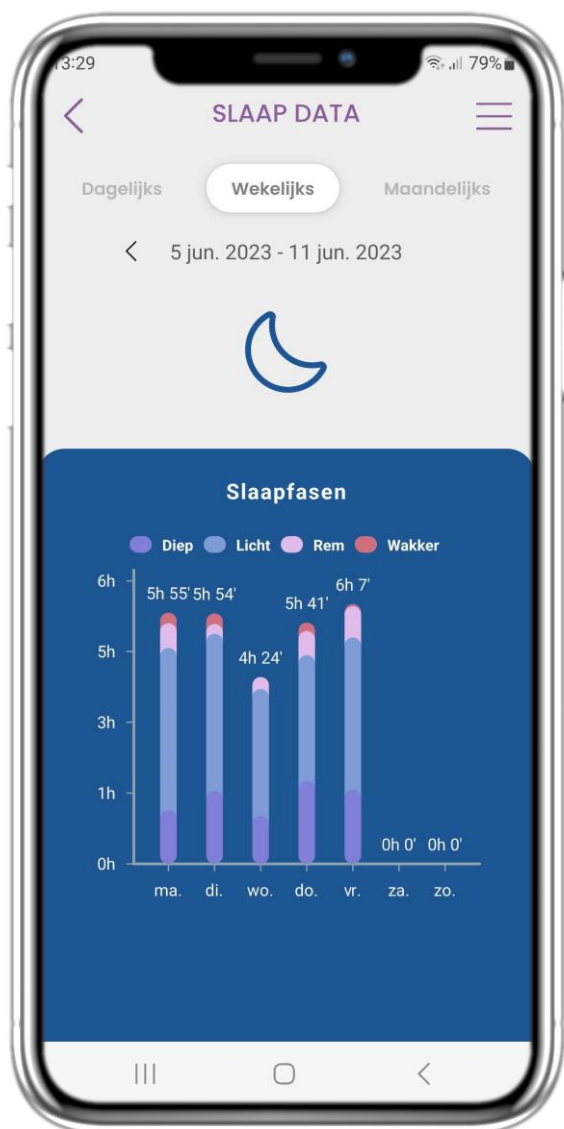 13:29 79%
SLAAP DATA
Dagelijks Wekelijks Maandelijks
5 jun. 2023 - 11 jun. 2023
Slaapfasen
Diep Licht Rem Wakker
6h
5h 55' 5h 54' 4h 24' 5h 41' 6h 7'
5h
3h
1h
0h 0' 0h 0'
0h
ma. di. wo. do. vr. za. zo.